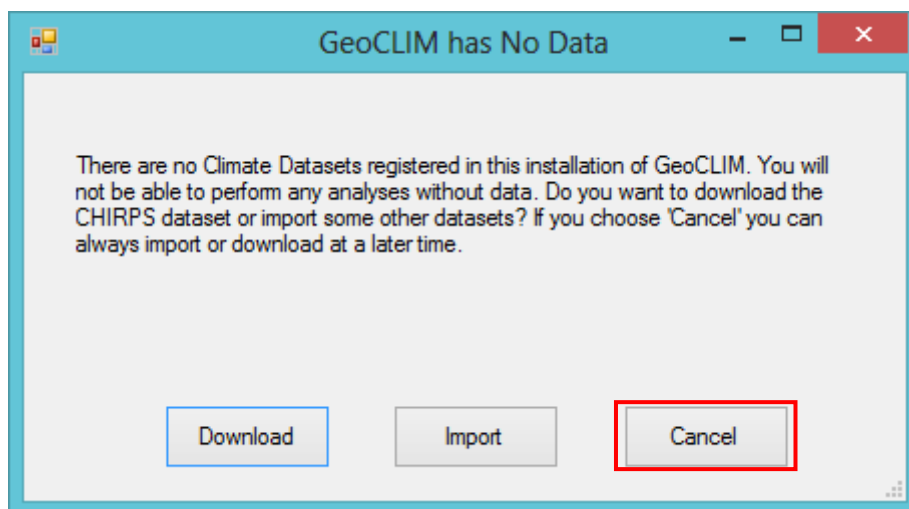 GeoCLIM has No Data
There are no Climate Datasets registered in this installation of GeoCLIM. You will
not be able to perform any analyses without data. Do you want to download the
CHIRPS dataset or import some other datasets? If you choose 'Cancel' you can
always import or download at a later time.
Download Import Cancel